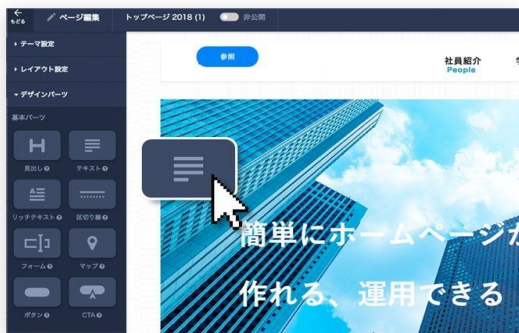 もどる
ページ編集
トップページ 2018 (1)
非公開
テーマ設定
レイアウト設定
デザインパーツ
基本パーツ
見出し
テキスト
リッチテキスト
区切り線
フォーム
マップ
ボタン
CTA
参照
社員紹介
People
簡単にホームページが
作れる、運用できる